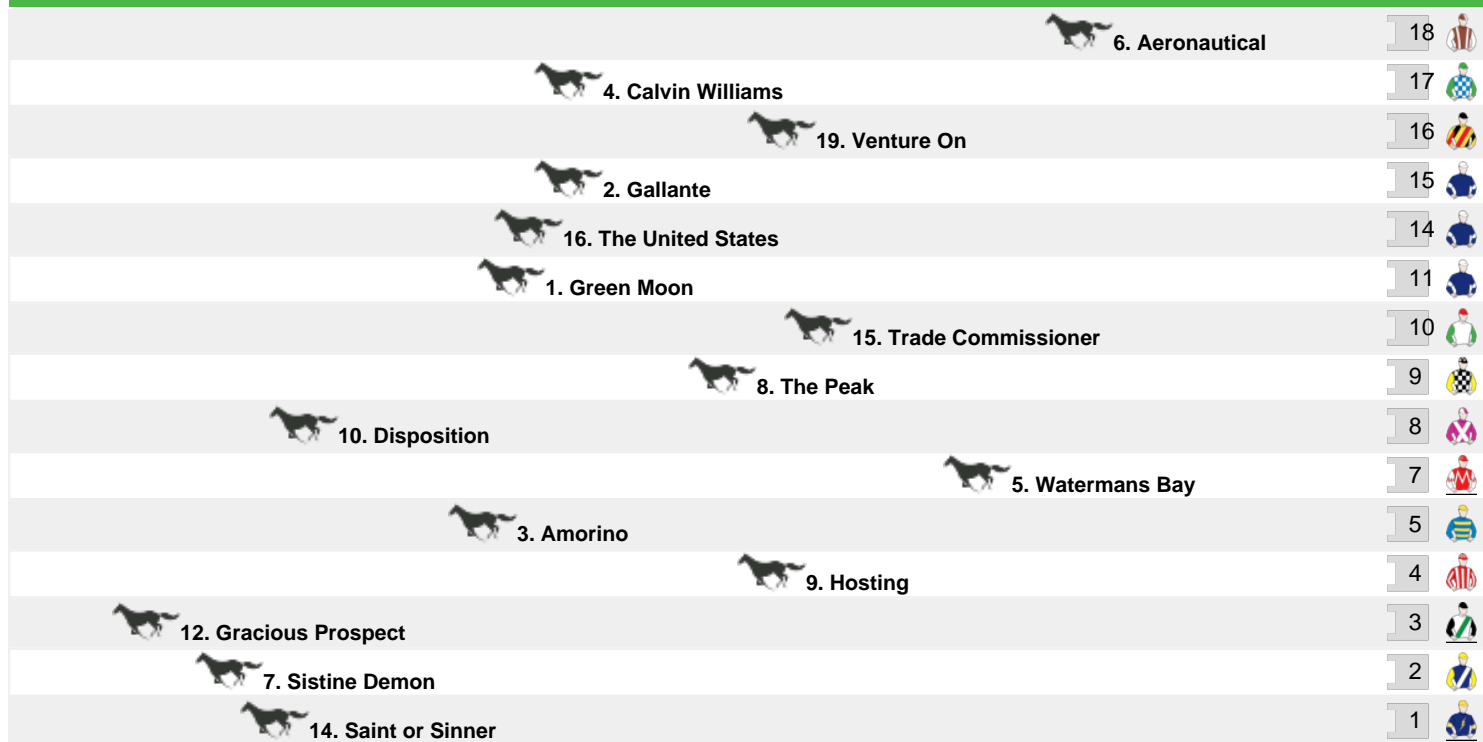 6. Aeronautical 18
4. Calvin Williams 17
19. Venture On 16
2. Gallante 15
16. The United States 14
1. Green Moon 11
15. Trade Commissioner 10
8. The Peak 9
10. Disposition 8
5. Watermans Bay 7
3. Amorino 5
9. Hosting 4
12. Gracious Prospect 3
7. Sistine Demon 2
14. Saint or Sinner 1